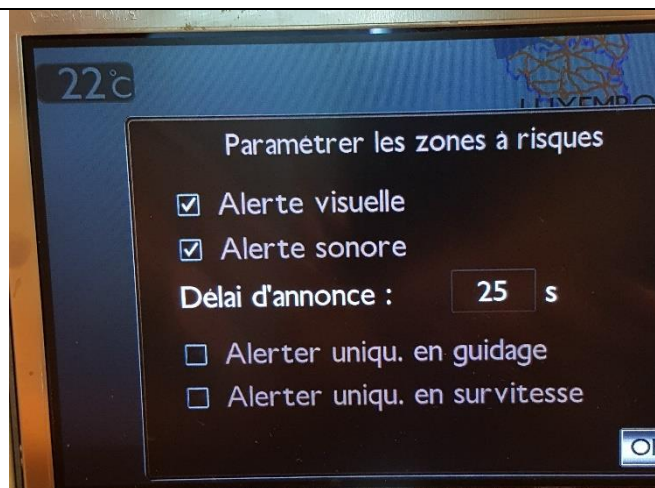 22°c
Paramétrer les zones à risques
Alerte visuelle
Alerte sonore
Délai d'annonce : 25 s
Alerter uniqu. en guidage
Alerter uniqu. en survitesse